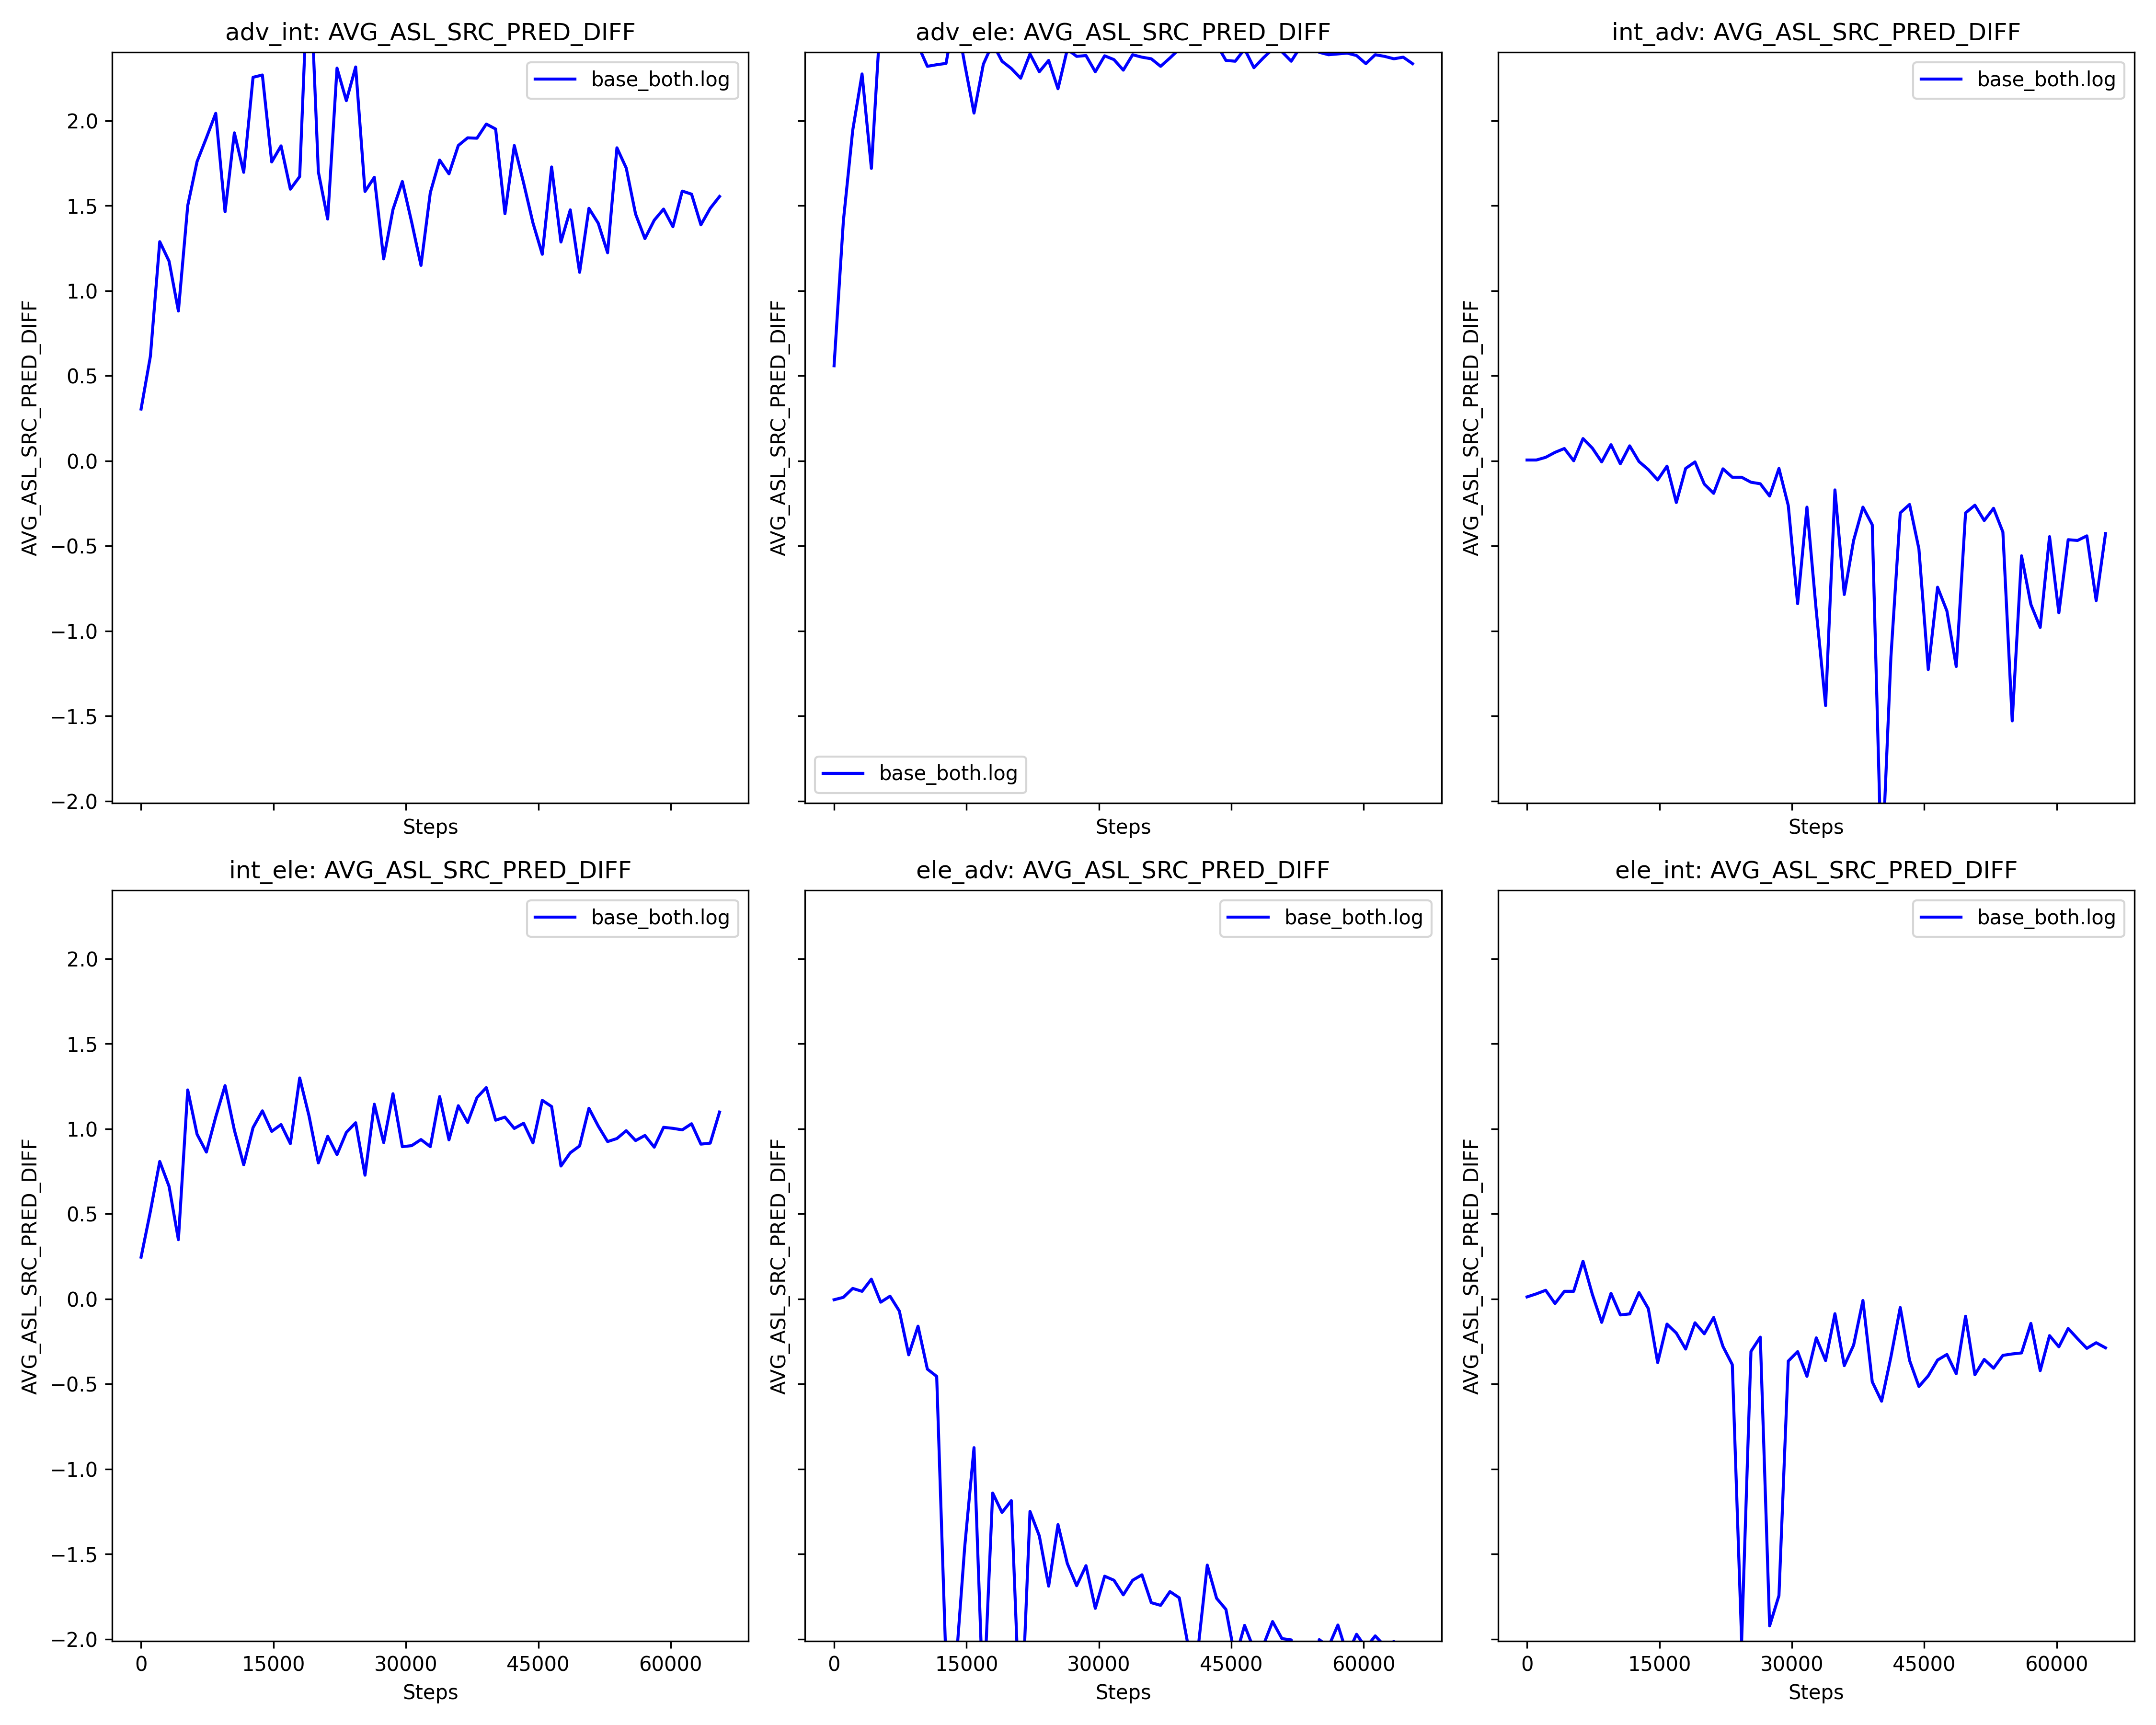 adv_int: AVG_ASL_SRC_PRED_DIFF
adv_ele: AVG_ASL_SRC_PRED_DIFF
int_adv: AVG_ASL_SRC_PRED_DIFF
base_both.log
base_both.log
base_both.log
AVG_ASL_SRC_PRED_DIFF
2.0
1.5
1.0
0.5
0.0
−0.5
−1.0
−1.5
−2.0
AVG_ASL_SRC_PRED_DIFF
AVG_ASL_SRC_PRED_DIFF
Steps
Steps
Steps
int_ele: AVG_ASL_SRC_PRED_DIFF
ele_adv: AVG_ASL_SRC_PRED_DIFF
ele_int: AVG_ASL_SRC_PRED_DIFF
base_both.log
base_both.log
base_both.log
AVG_ASL_SRC_PRED_DIFF
2.0
1.5
1.0
0.5
0.0
−0.5
−1.0
−1.5
−2.0
AVG_ASL_SRC_PRED_DIFF
AVG_ASL_SRC_PRED_DIFF
0 15000 30000 45000 60000
0 15000 30000 45000 60000
0 15000 30000 45000 60000
Steps
Steps
Steps